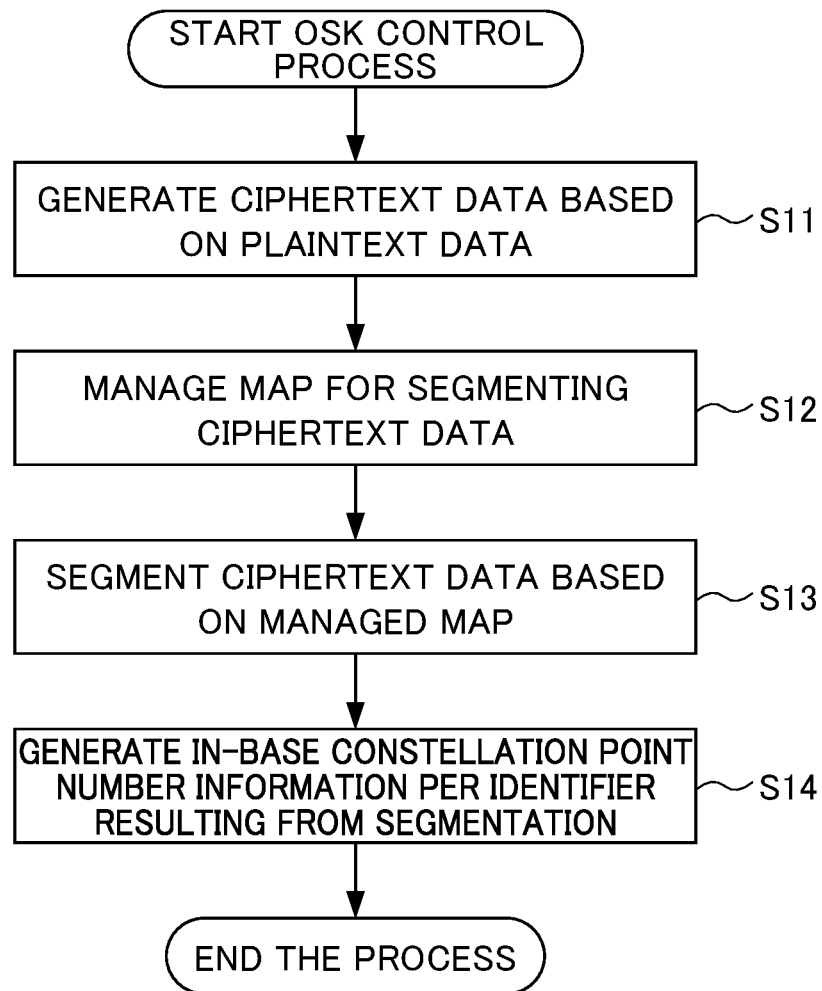 START OSK CONTROL
PROCESS
GENERATE CIPHERTEXT DATA BASED
ON PLAINTEXT DATA
S11
MANAGE MAP FOR SEGMENTING
CIPHERTEXT DATA
S12
SEGMENT CIPHERTEXT DATA BASED
ON MANAGED MAP
S13
GENERATE IN-BASE CONSTELLATION POINT
NUMBER INFORMATION PER IDENTIFIER
RESULTING FROM SEGMENTATION
S14
END THE PROCESS